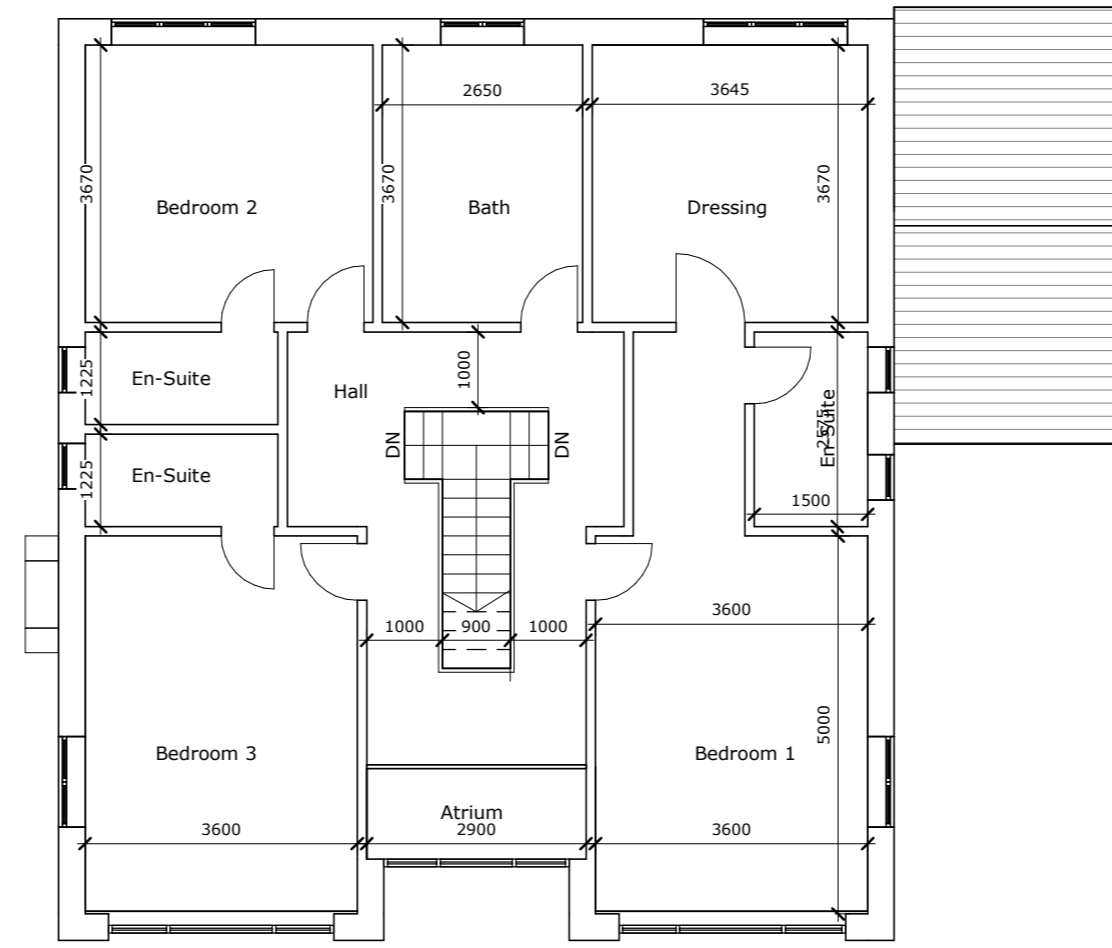 2650
3645
3670
3670
3670
Bedroom 2
Bath
Dressing
1225
En-Suite
Hall
1000
En-Suite
2575
DN
DN
1225
En-Suite
1500
3600
1000
900
1000
5000
Bedroom 3
Bedroom 1
Atrium
3600
2900
3600